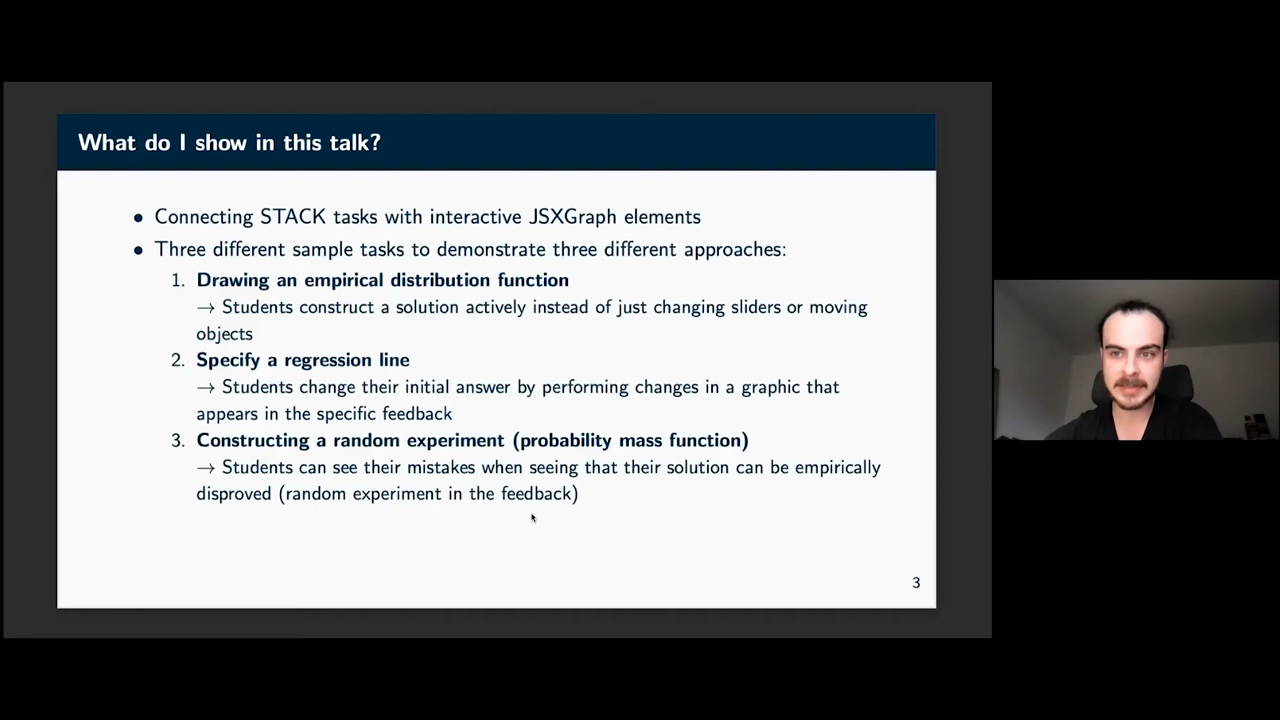 What do I show in this talk?
• Connecting STACK tasks with interactive JSXGraph elements
• Three different sample tasks to demonstrate three different approaches:
1. Drawing an empirical distribution function
→ Students construct a solution actively instead of just changing sliders or moving
objects
2. Specify a regression line
→ Students change their initial answer by performing changes in a graphic that
appears in the specific feedback
3. Constructing a random experiment (probability mass function)
→ Students can see their mistakes when seeing that their solution can be empirically
disproved (random experiment in the feedback)
3